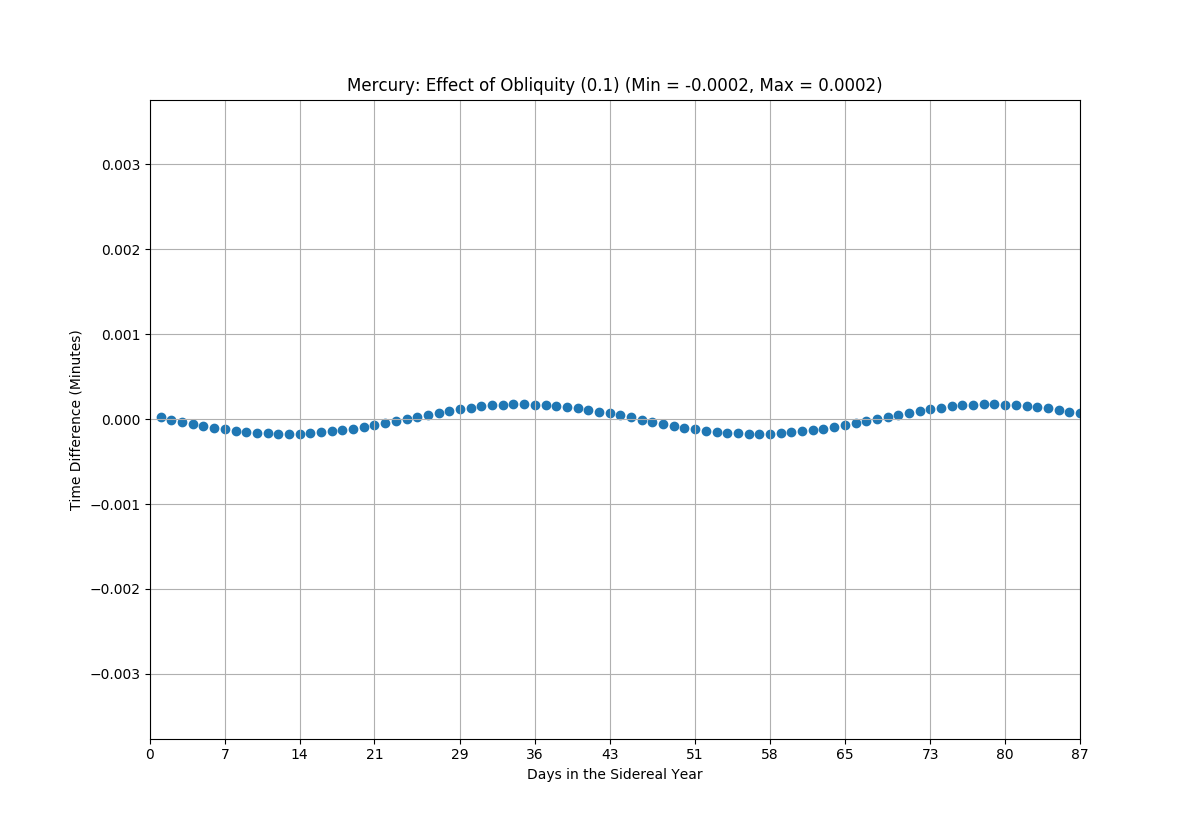 Mercury: Effect of Obliquity (0.1) (Min = -0.0002, Max = 0.0002)
0.003
0.002
0.001
0.000
−0.001
−0.002
−0.003
Time Difference (Minutes)
0 7 14 21 29 36 43 51 58 65 73 80 87
Days in the Sidereal Year